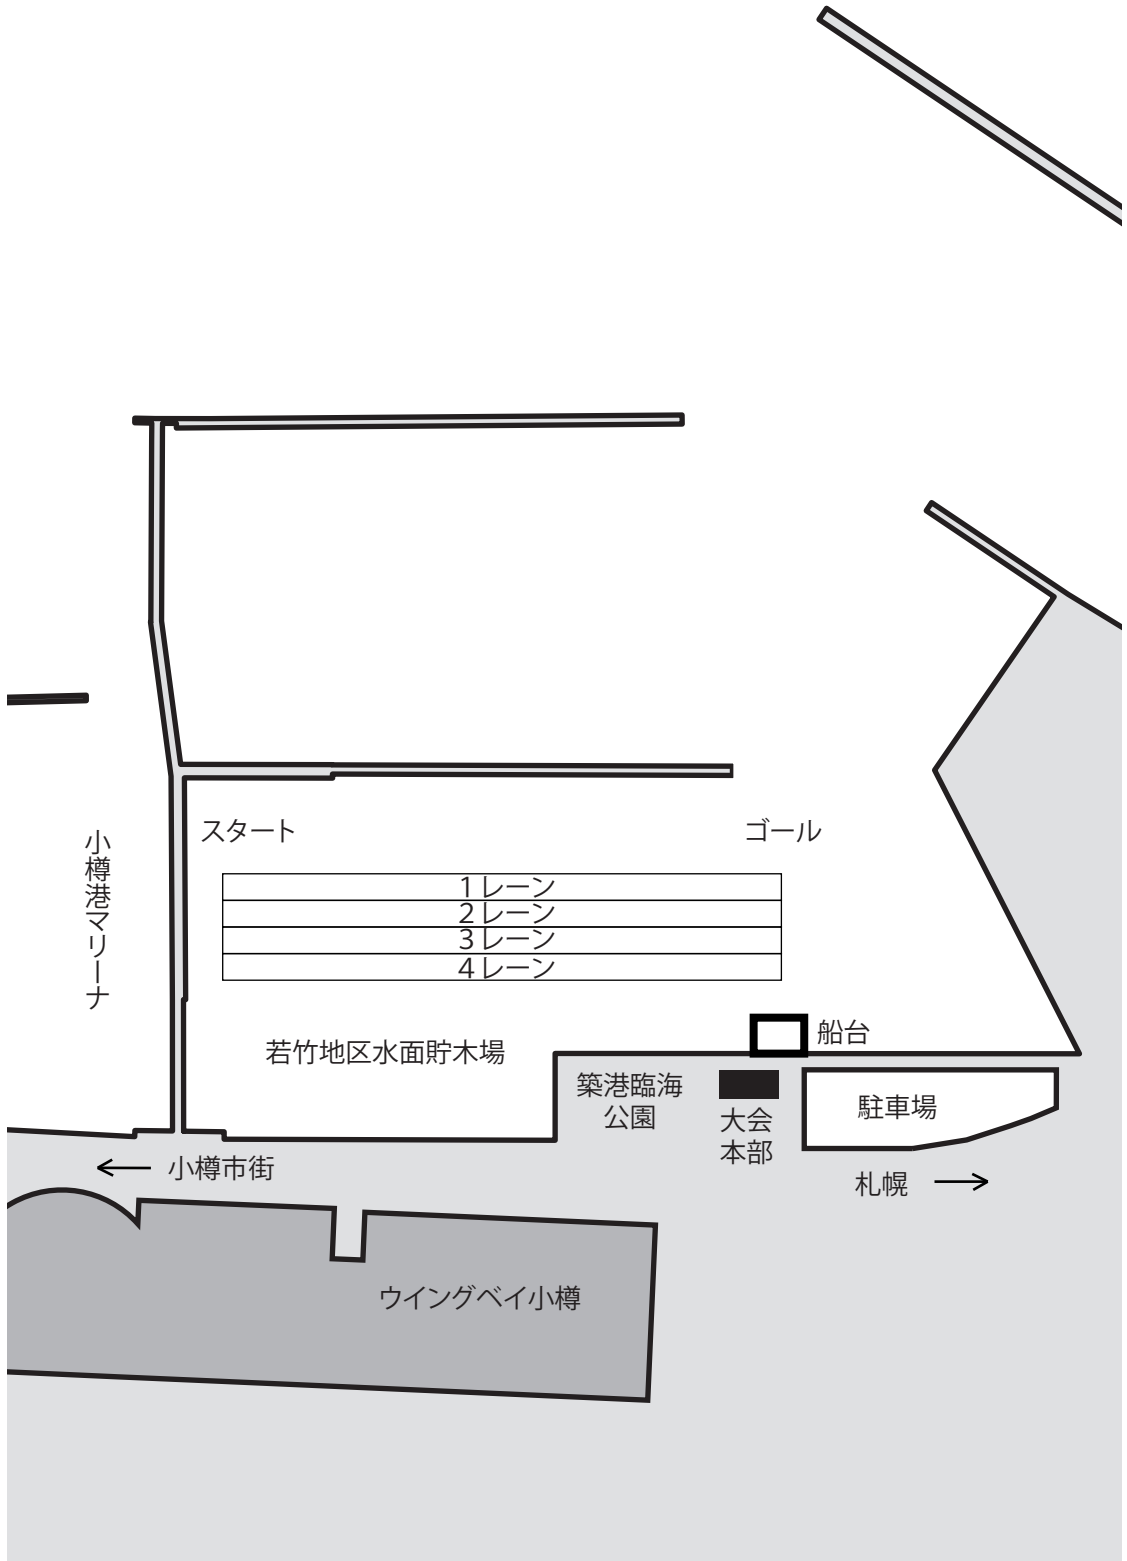 スタート
ゴール
小樽港マリーナ
1レーン
2レーン
3レーン
4レーン
船台
若竹地区水面貯木場
築港臨海
公園
大会
本部
駐車場
小樽市街
札幌
ウイングベイ小樽